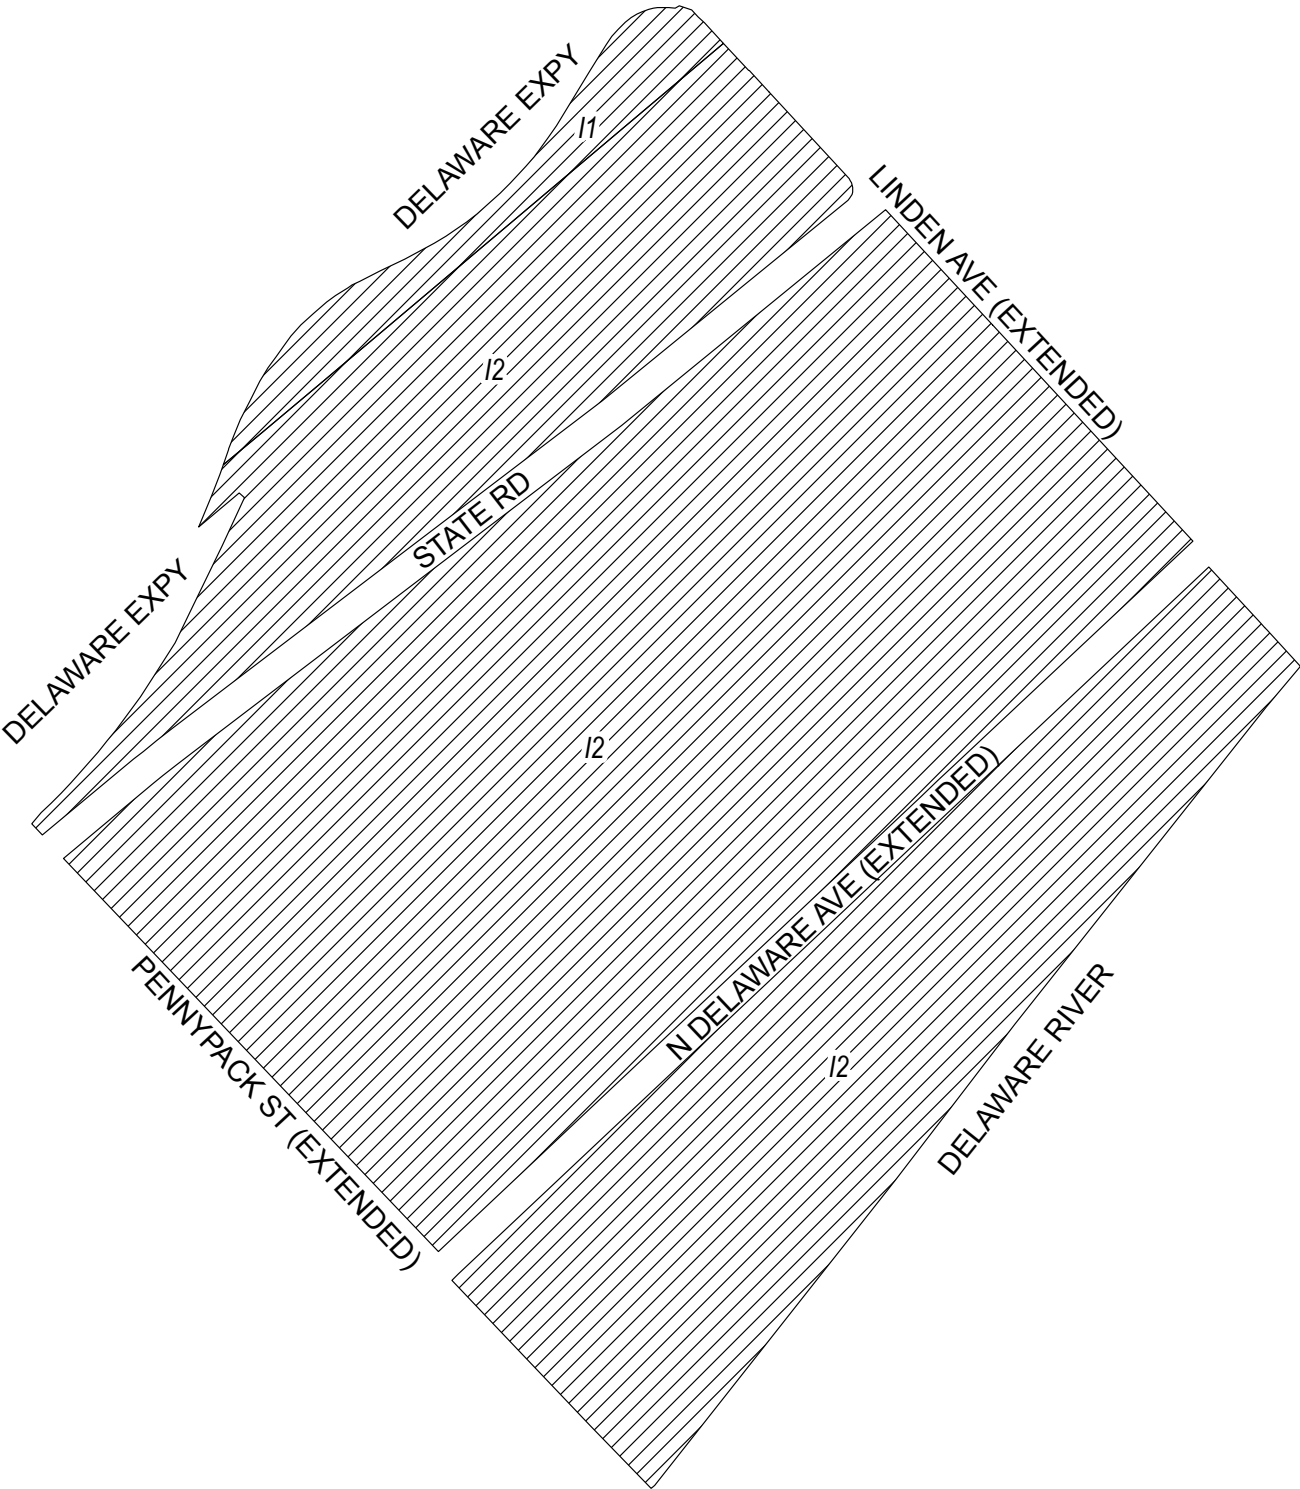 DELAWARE EXPY
I1
LINDEN AVE (EXTENDED)
I2
STATE RD
DELAWARE EXPY
I2
N DELAWARE AVE (EXTENDED)
PENNYPACK ST (EXTENDED)
I2
DELAWARE RIVER